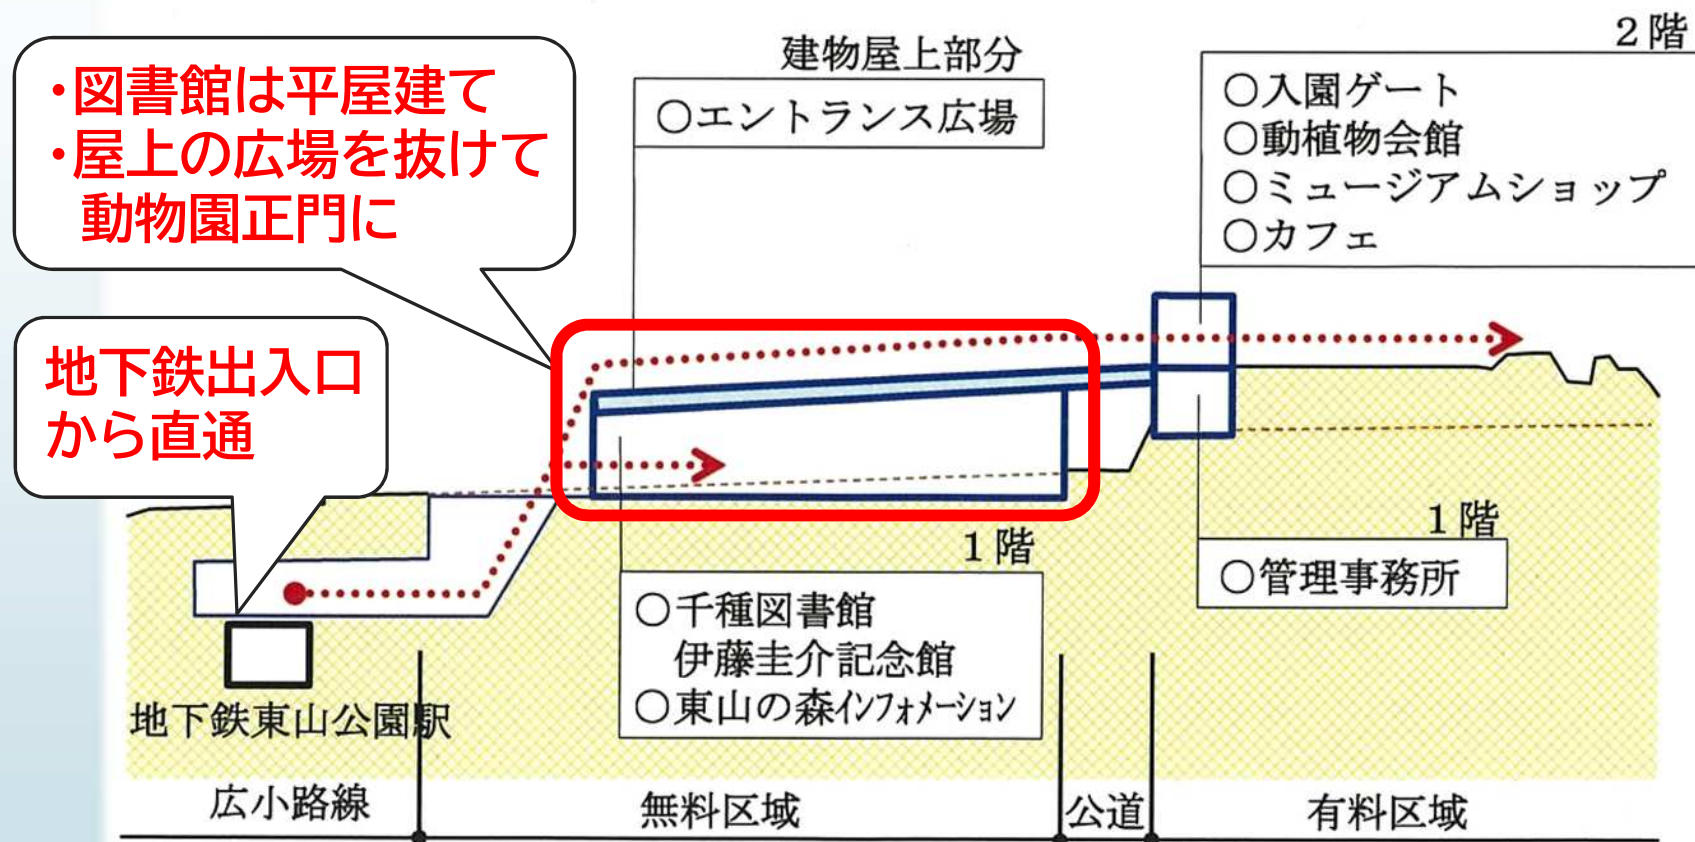 ・図書館は平屋建て
・屋上の広場を抜けて
動物園正門に
地下鉄出入口
から直通
建物屋上部分
○エントランス広場
2階
○入園ゲート
○動植物会館
○ミュージアムショップ
○カフェ
1階
○千種図書館
伊藤圭介記念館
○東山の森インフォメーション
1階
○管理事務所
地下鉄東山公園駅
広小路線
無料区域
公道
有料区域